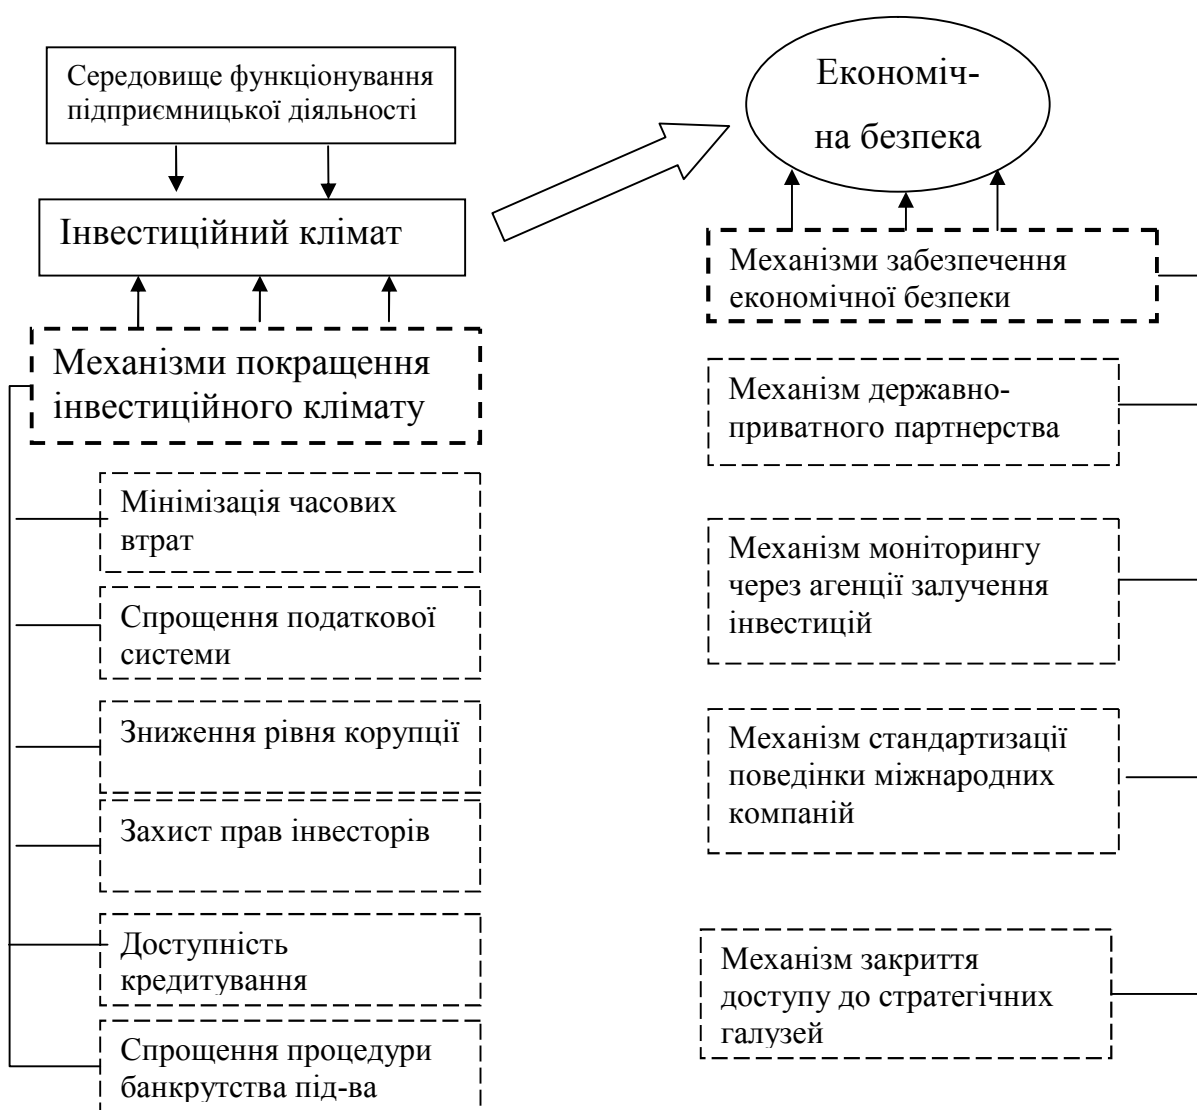 Середовище функціонування
підприємницької діяльності
Інвестиційний клімат
Механізми покращення
інвестиційного клімату
Мінімізація часових
втрат
Спрощення податкової
системи
Зниження рівня корупції
Захист прав інвесторів
Доступність
кредитування
Спрощення процедури
банкрутства під-ва
Економіч-
на безпека
Механізми забезпечення
економічної безпеки
Механізм державно-
приватного партнерства
Механізм моніторингу
через агенції залучення
інвестицій
Механізм стандартизації
поведінки міжнародних
компаній
Механізм закриття
доступу до стратегічних
галузей